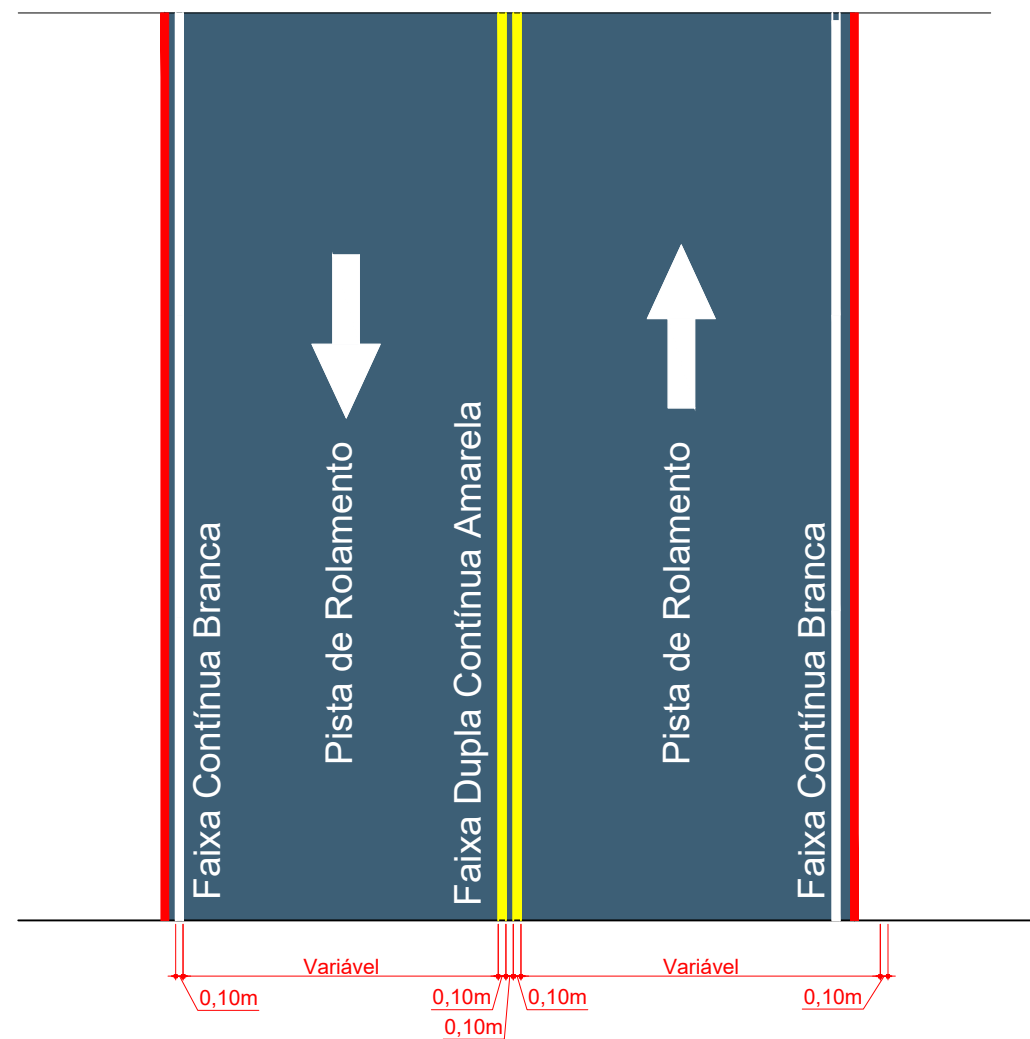 Faixa Contínua Branca
Pista de Rolamento
Faixa Dupla Contínua Amarela
Pista de Rolamento
Faixa Contínua Branca
Variável
Variável
0,10m
0,10m
0,10m
0,10m
0,10m